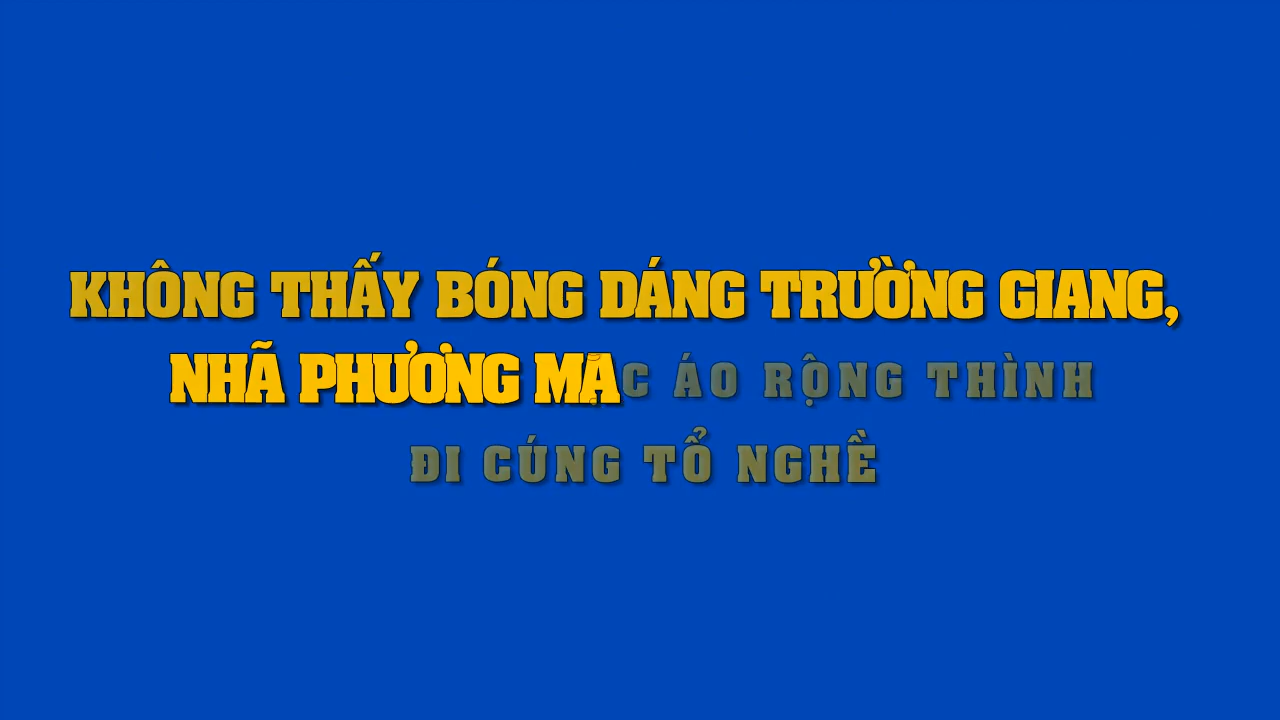 KHÔNG THẤY BÓNG DÁNG TRƯỜNG GIANG,
NHÃ PHƯƠNG MẶC ÁO RỘNG THÌNH
ĐI CÚNG TỔ NGHỀ